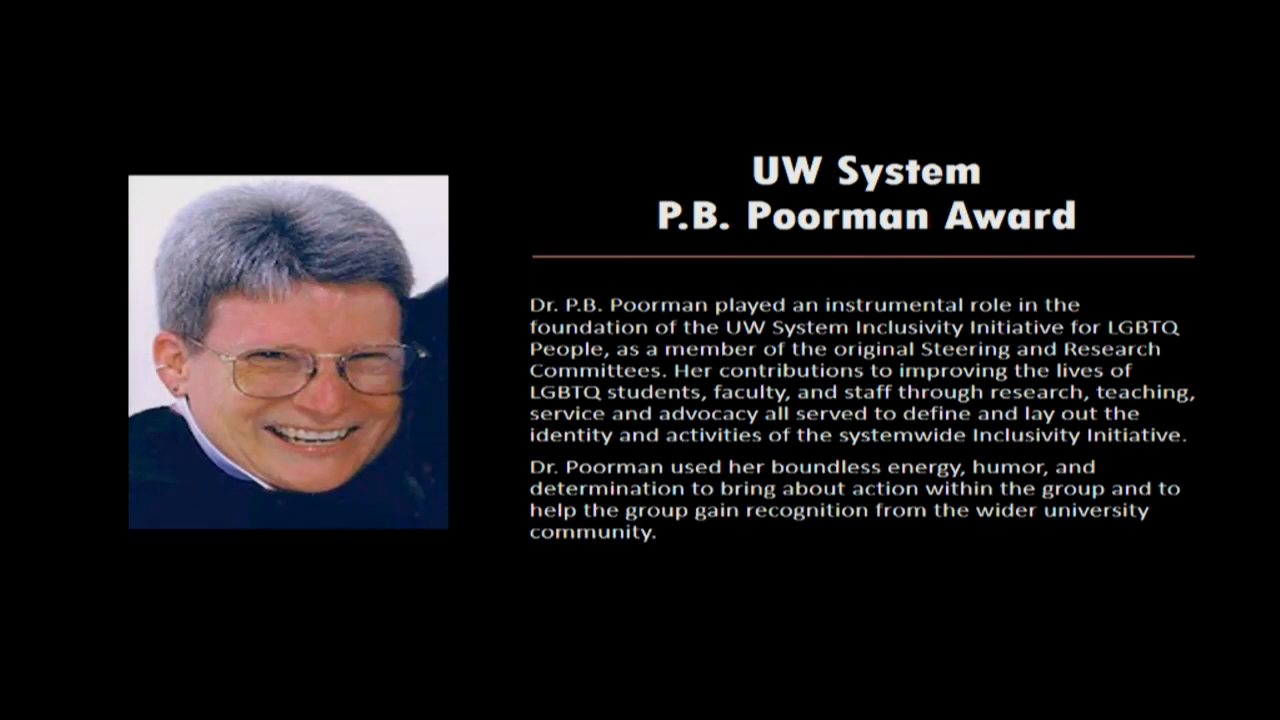 UW System
P.B. Poorman Award
Dr. P.B. Poorman played an instrumental role in the
foundation of the UW System Inclusivity Initiative for LGBTQ
People, as a member of the original Steering and Research
Committees. Her contributions to improving the lives of
LGBTQ students, faculty, and staff through research, teaching,
service and advocacy all served to define and lay out the
identity and activities of the systemwide Inclusivity Initiative.
Dr. Poorman used her boundless energy, humor, and
determination to bring about action within the group and to
help the group gain recognition from the wider university
community.